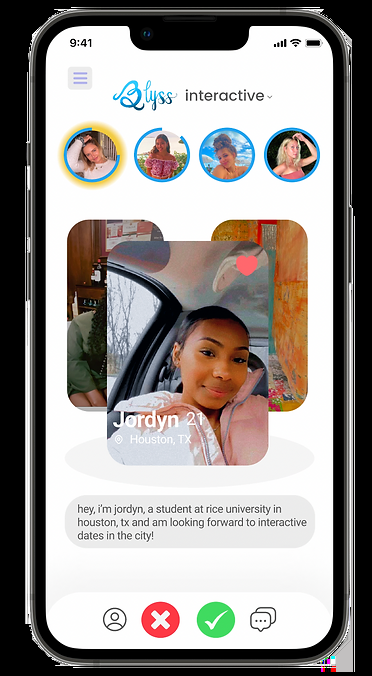 9:41
Blyss interactive
Jordyn 21
Houston, TX
hey, i'm jordyn, a student at rice university in
houston, tx and am looking forward to interactive
dates in the city!